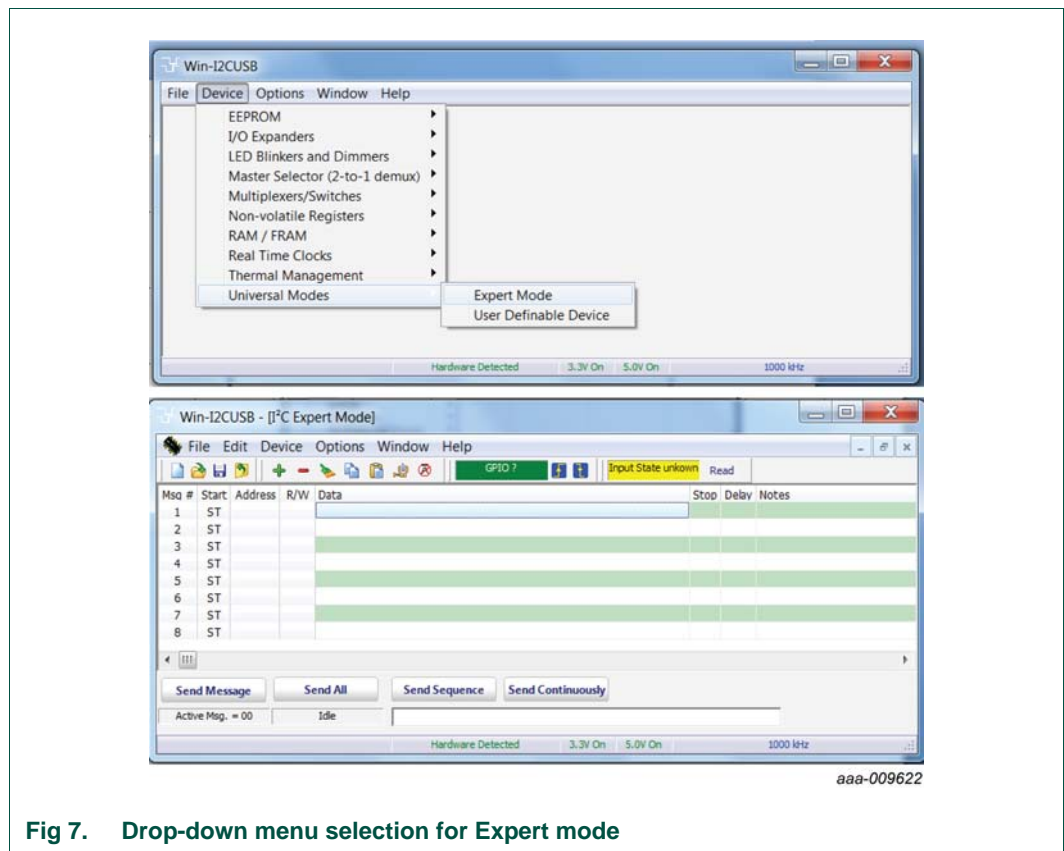 Win-I2CUSB
File Device Options Window Help
EEPROM
I/O Expanders
LED Blinkers and Dimmers
Master Selector (2-to-1 demux)
Multiplexers/Switches
Non-volatile Registers
RAM / FRAM
Real Time Clocks
Thermal Management
Universal Modes
Expert Mode
User Definable Device
Hardware Detected 3.3V On 5.0V On 1000 kHz
Win-I2CUSB - [I²C Expert Mode]
File Edit Device Options Window Help
GPIO ? Input State unkown Read
Msg # Start Address R/W Data Stop Delay Notes
1 ST
2 ST
3 ST
4 ST
5 ST
6 ST
7 ST
8 ST
Send Message Send All Send Sequence Send Continuously
Active Msg. = 00 Idle
Hardware Detected 3.3V On 5.0V On 1000 kHz
aaa-009622
Fig 7. Drop-down menu selection for Expert mode